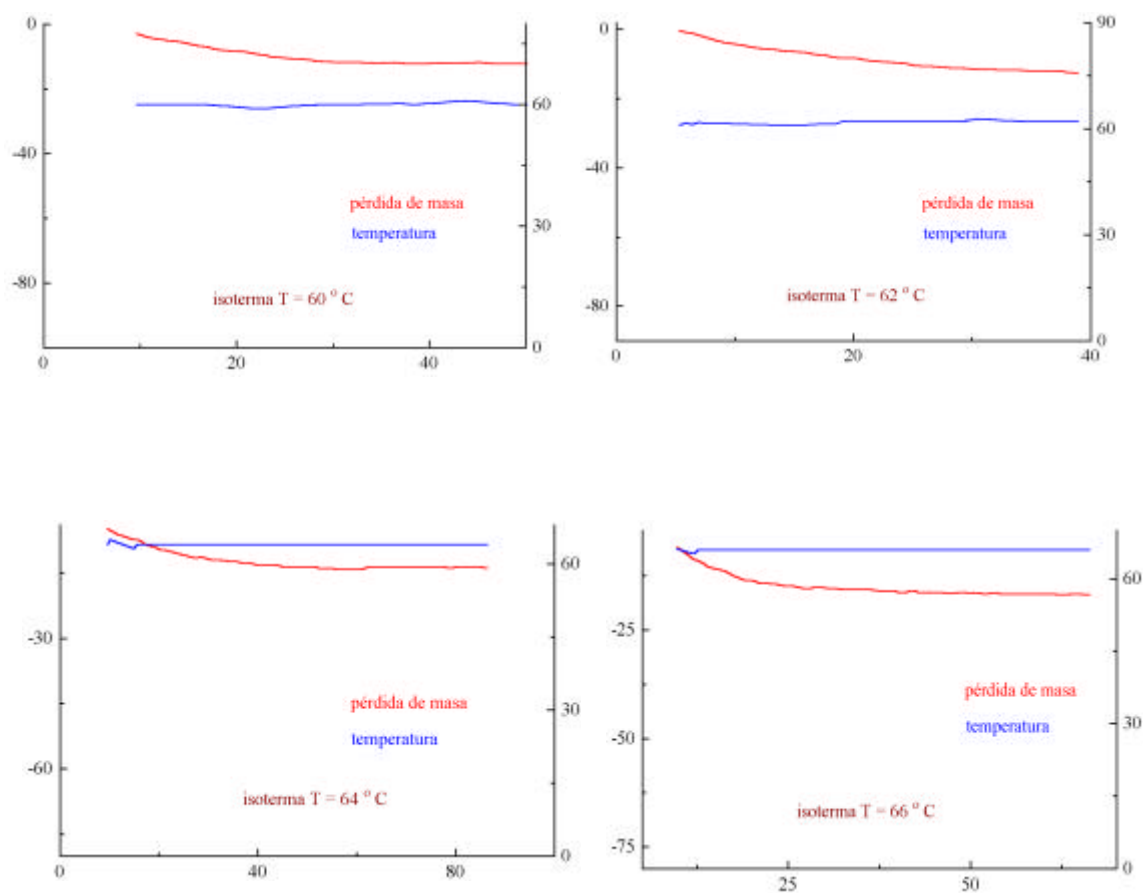 0
-40
-80
0
20
40
0
30
60
pérdida de masa
temperatura
isoterma T = 60 ° C
0
-40
-80
0
20
40
0
30
60
90
pérdida de masa
temperatura
isoterma T = 62 ° C
-30
-60
0
40
80
0
30
60
pérdida de masa
temperatura
isoterma T = 64 ° C
-25
-50
-75
25
50
0
30
60
pérdida de masa
temperatura
isoterma T = 66 ° C